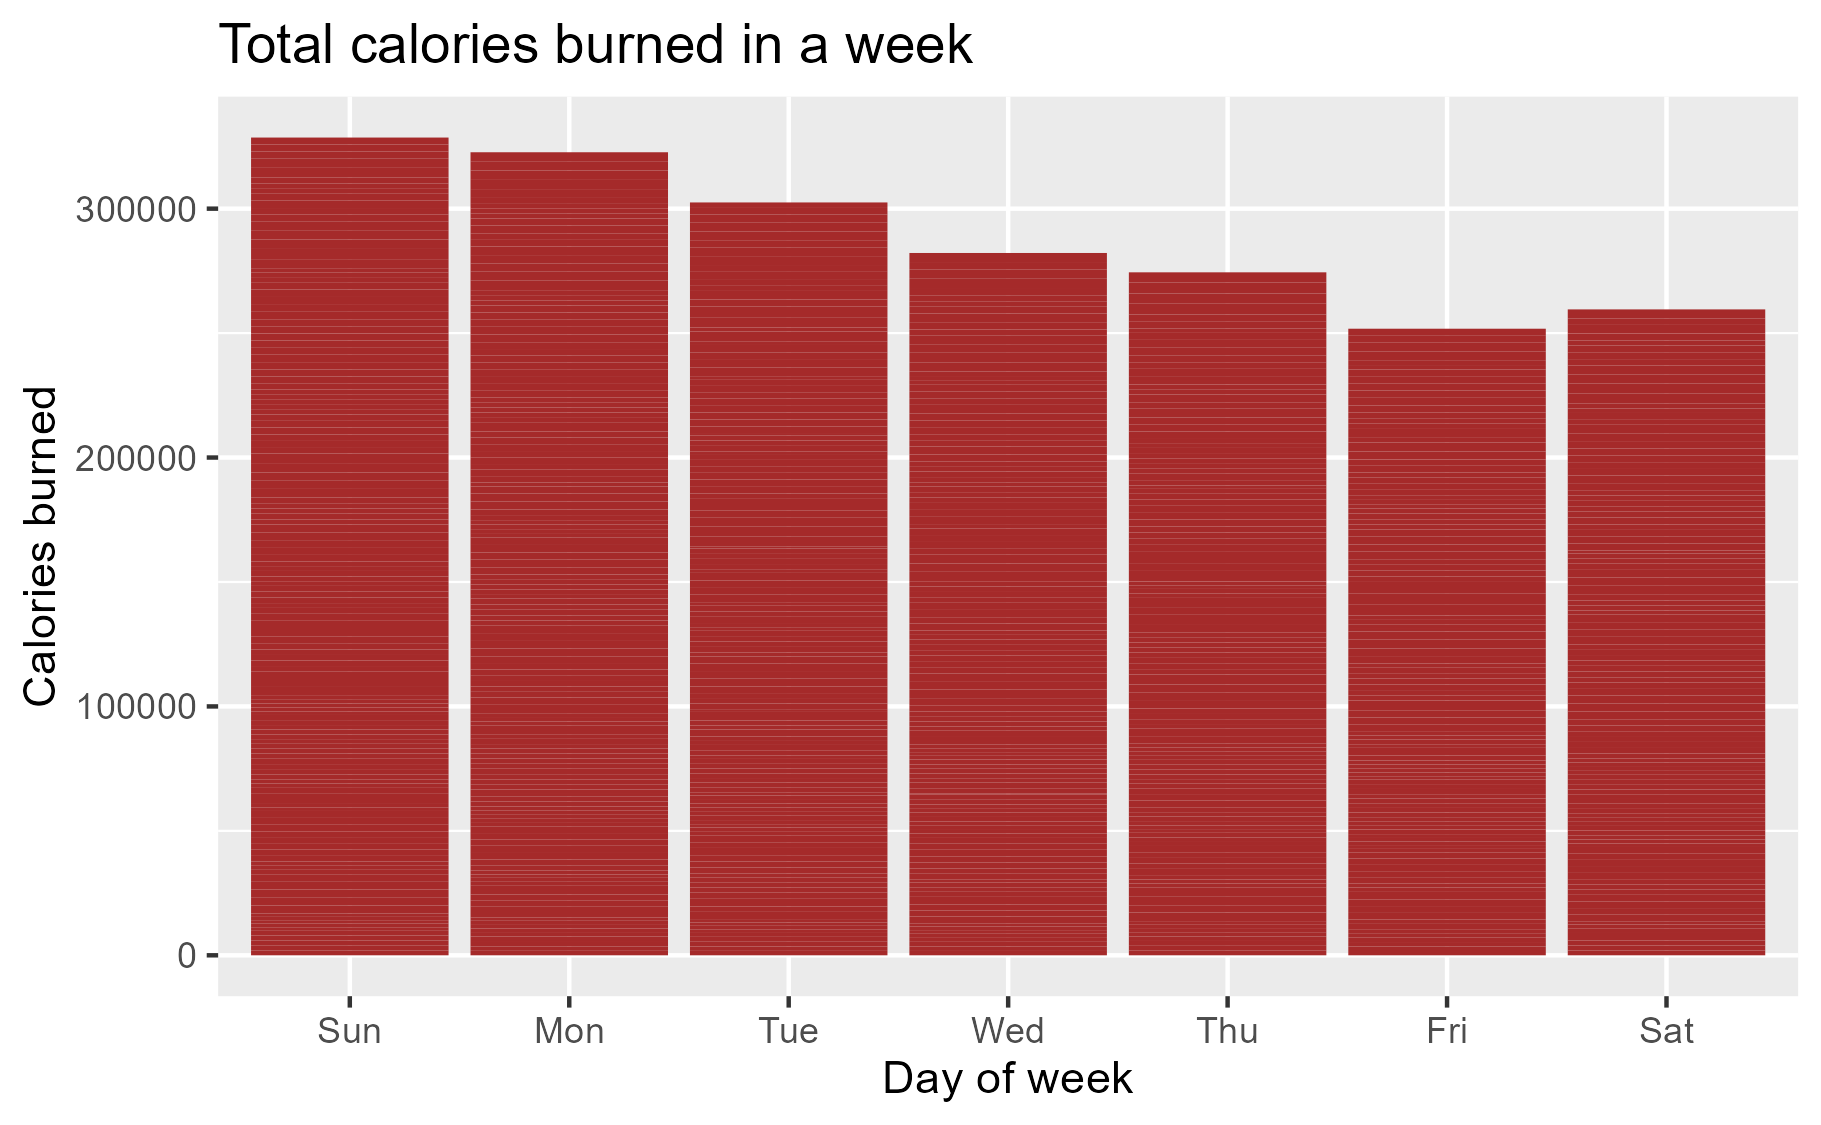 Total calories burned in a week
Calories burned
300000
200000
100000
0
Sun Mon Tue Wed Thu Fri Sat
Day of week